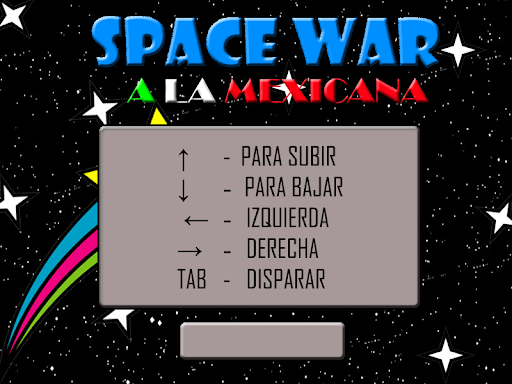 SPACE WAR
A LA MEXICANA
↑ - PARA SUBIR
↓ - PARA BAJAR
← - IZQUIERDA
→ - DERECHA
TAB - DISPARAR